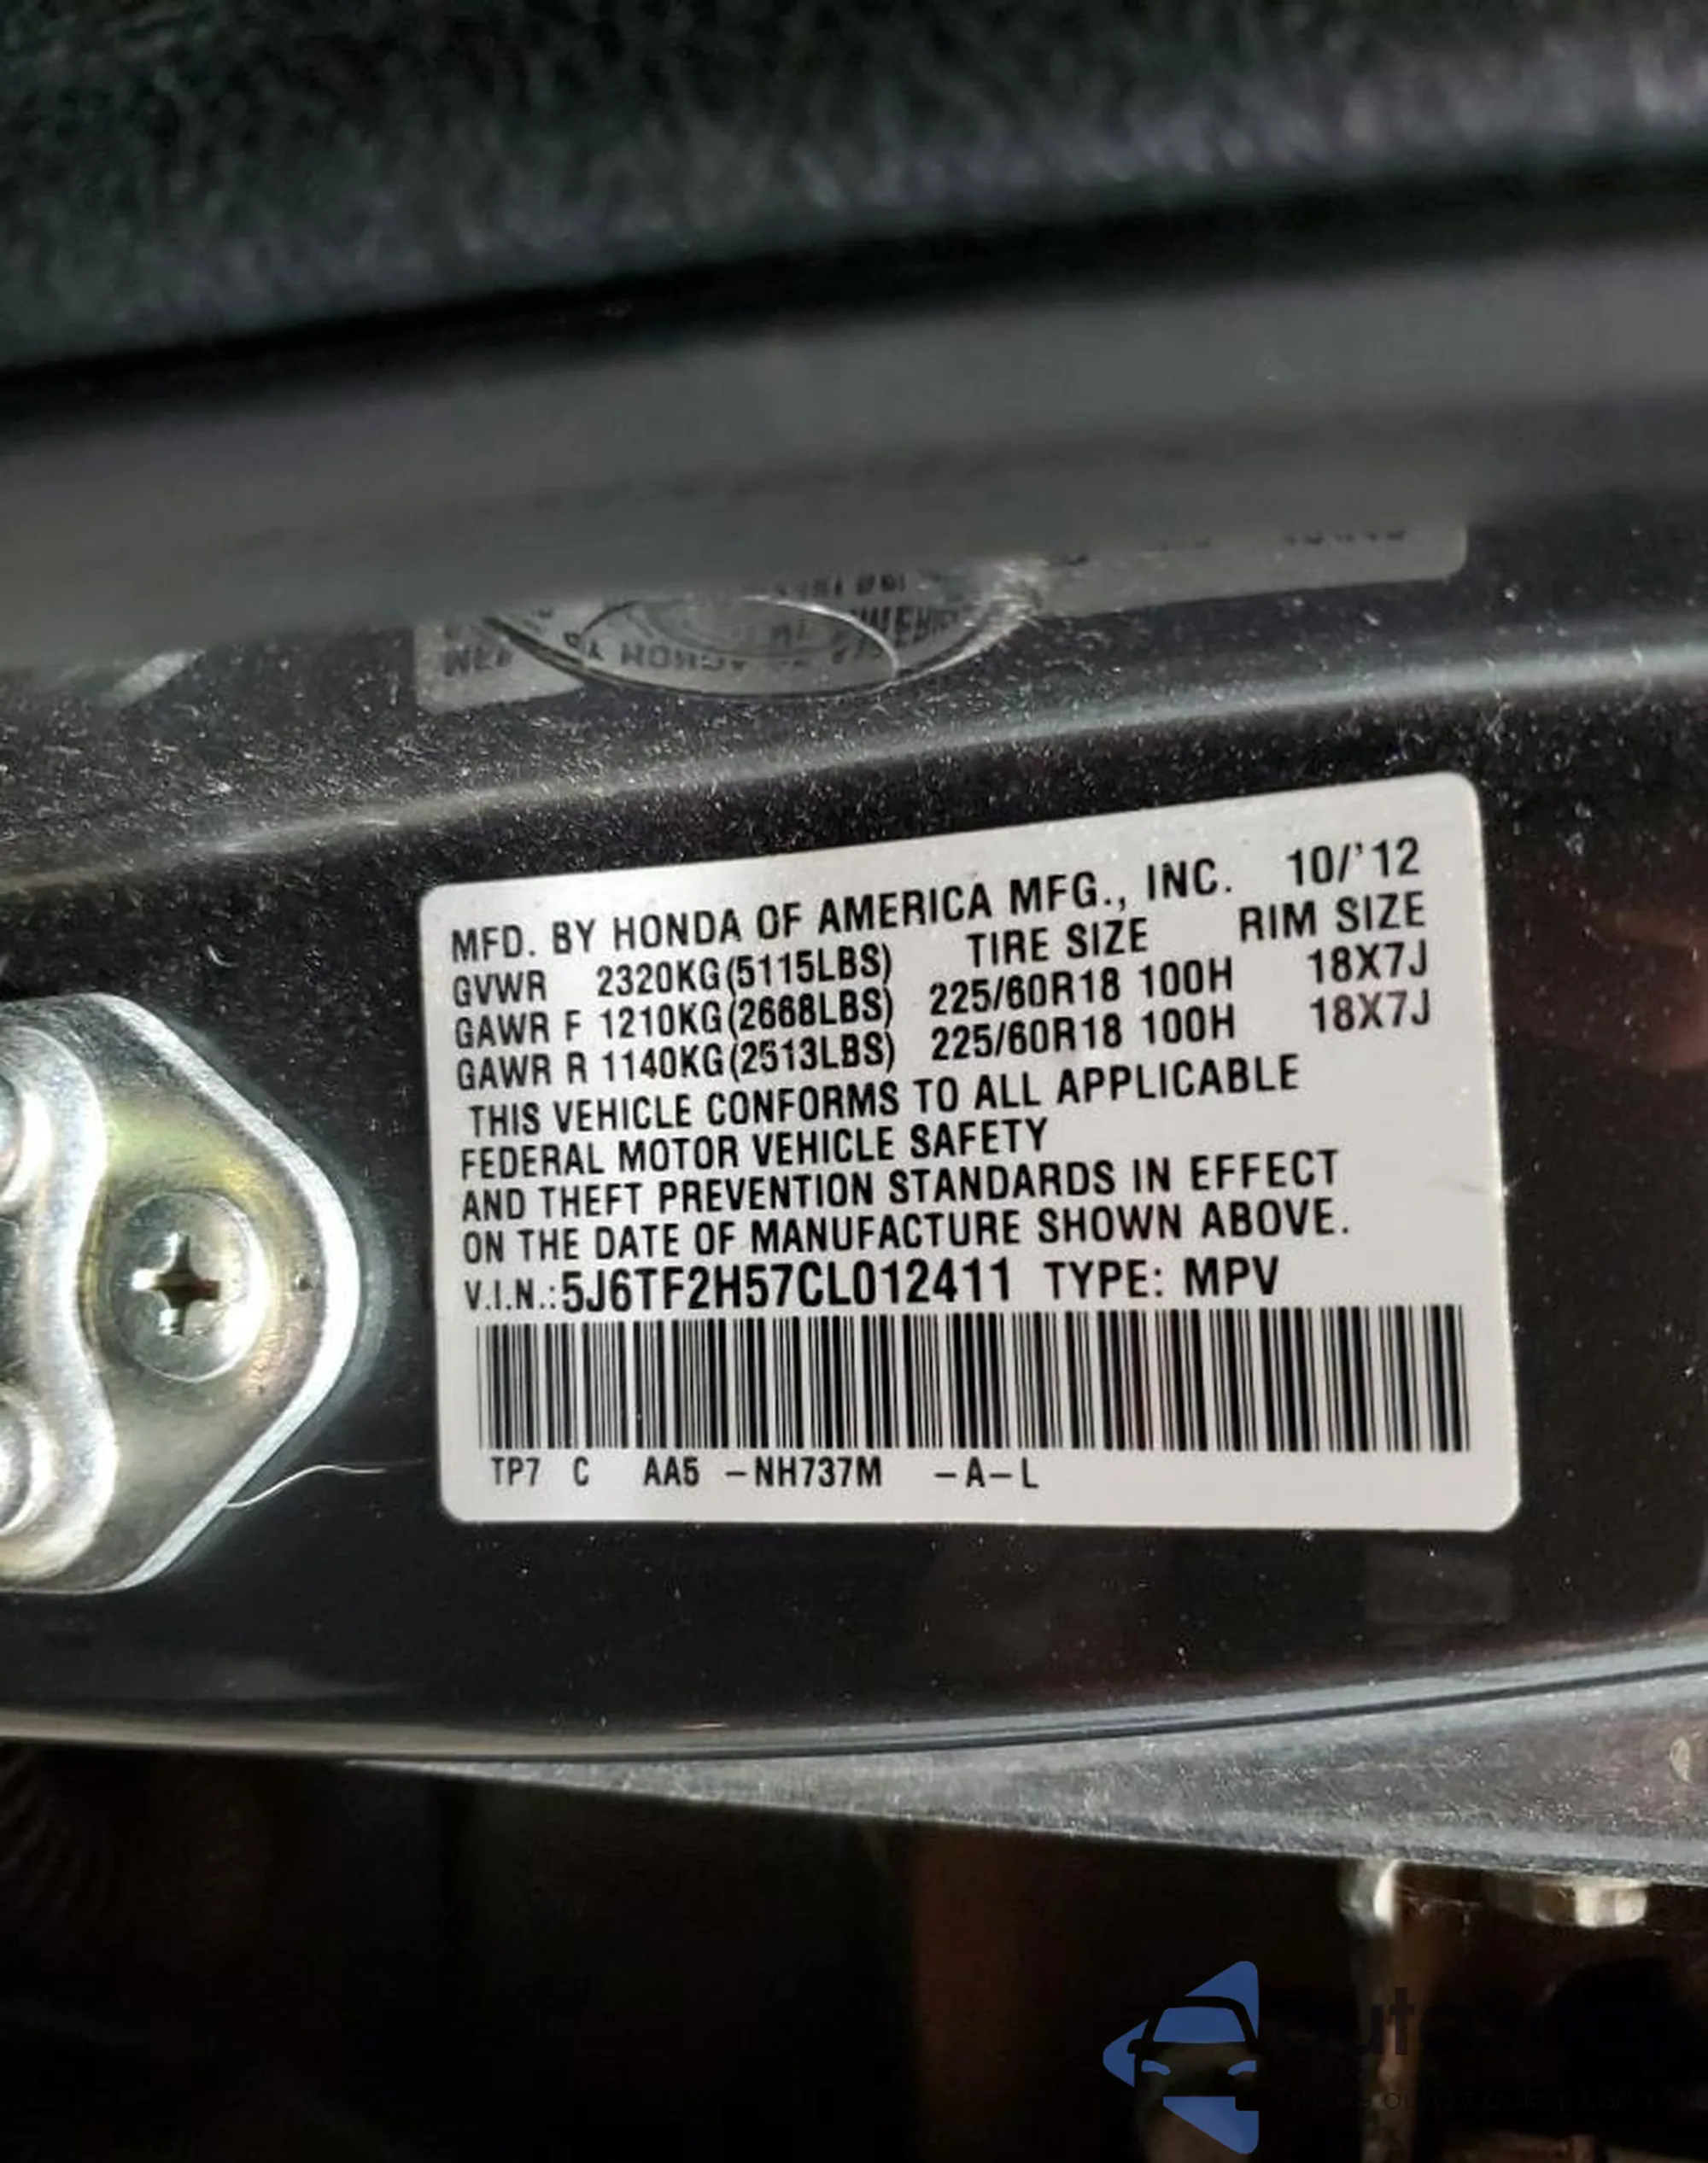 MFD. BY HONDA OF AMERICA MFG., INC. 10/'12
GVWR 2320KG(5115LBS) TIRE SIZE RIM SIZE
GAWR F 1210KG(2668LBS) 225/60R18 100H 18X7J
GAWR R 1140KG(2513LBS) 225/60R18 100H 18X7J
THIS VEHICLE CONFORMS TO ALL APPLICABLE
FEDERAL MOTOR VEHICLE SAFETY
AND THEFT PREVENTION STANDARDS IN EFFECT
ON THE DATE OF MANUFACTURE SHOWN ABOVE.
V.I.N.:5J6TF2H57CL012411 TYPE: MPV
TP7 C AA5 -NH737M -A-L